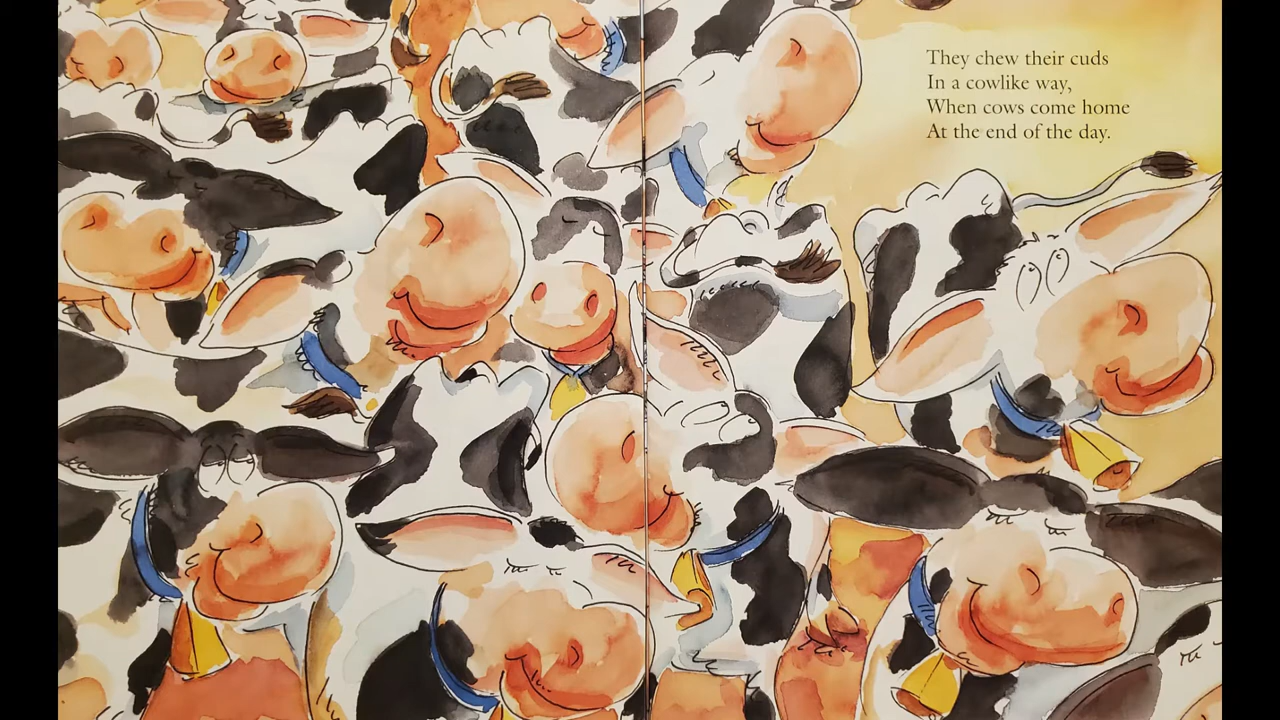 They chew their cuds
In a cowlike way,
When cows come home
At the end of the day.